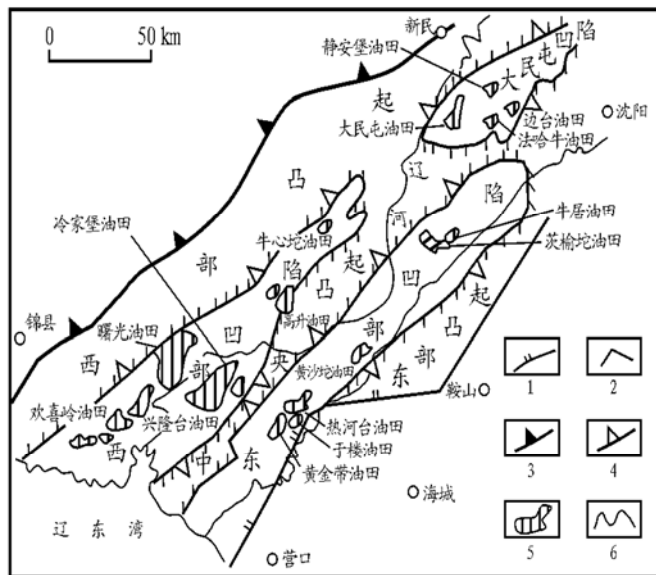 0 50 km
新民
静安堡油田
大民屯凹陷
沈阳
边台油田
法哈牛油田
大民屯油田
辽河
西部凸起
冷家堡油田
牛心坨油田
牛居油田
茨榆坨油田
西部凹陷
高升油田
中央凸起
东部凹陷
东部凸起
锦县
曙光油田
黄沙坨油田
鞍山
欢喜岭油田
兴隆台油田
热河台油田
于楼油田
黄金带油田
海城
辽东湾
营口
1
2
3
4
5
6